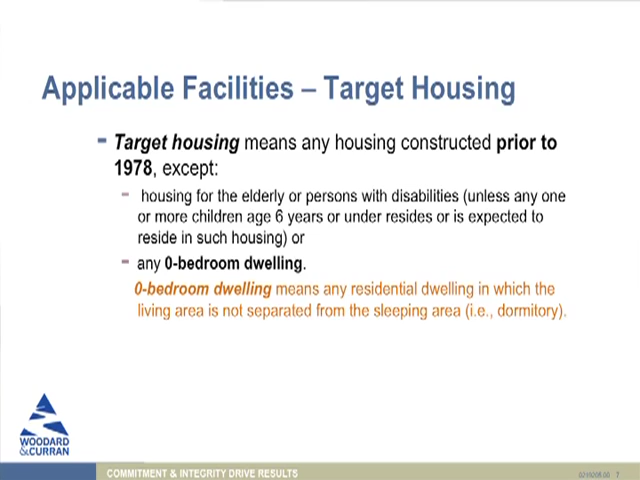 Applicable Facilities – Target Housing
- Target housing means any housing constructed prior to
1978, except:
- housing for the elderly or persons with disabilities (unless any one
or more children age 6 years or under resides or is expected to
reside in such housing) or
- any 0-bedroom dwelling.
0-bedroom dwelling means any residential dwelling in which the
living area is not separated from the sleeping area (i.e., dormitory).
WOODARD
&CURRAN
COMMITMENT & INTEGRITY DRIVE RESULTS
7